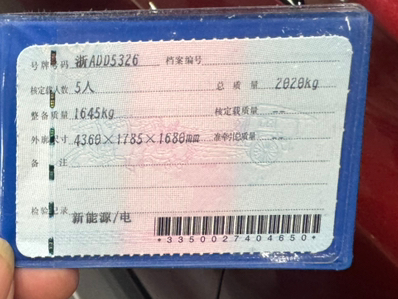 号牌号码 浙ADD5326 档案编号
核定载人数 5人 总质量 2020kg
整备质量 1645kg 核定载质量 --
外廓尺寸 4360×1785×1680mm 准牵引总质量 --
备注
检验记录 新能源/电
*3350027404650*